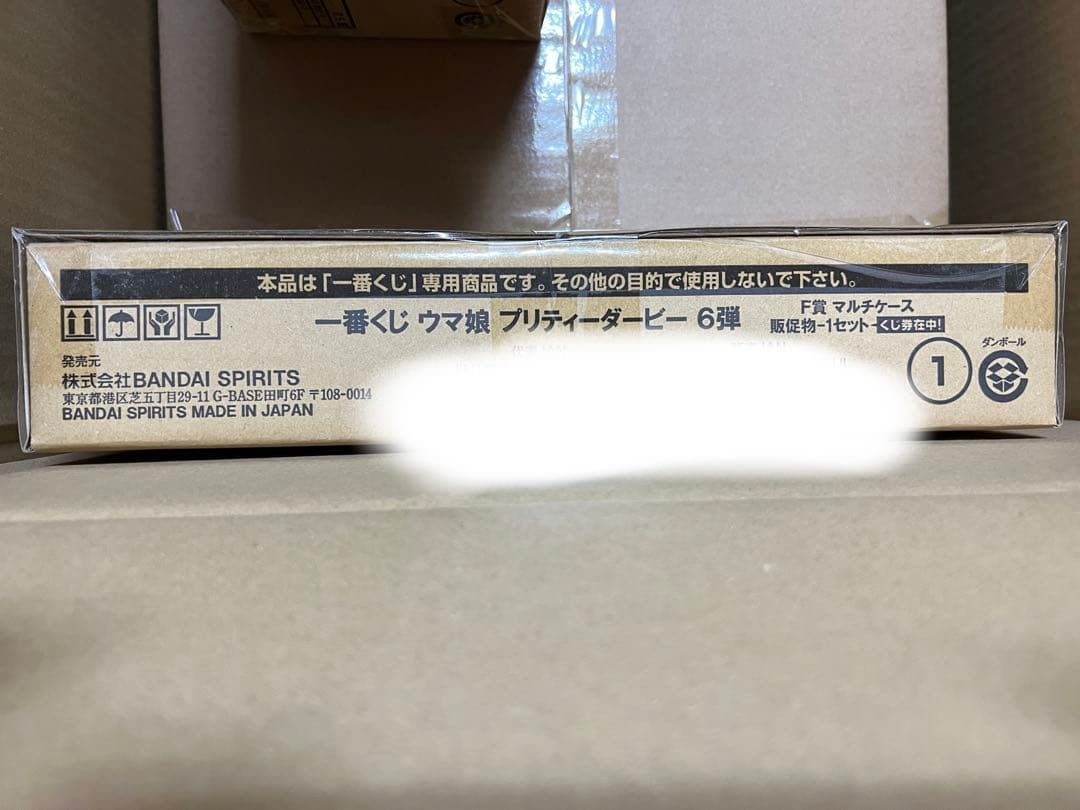 本品は「一番くじ」専用商品です。その他の目的で使用しないで下さい。
一番くじ ウマ娘 プリティーダービー 6弾
F賞 マルチケース
販促物-1セット-くじ券在中!
発売元
株式会社BANDAI SPIRITS
東京都港区芝五丁目29-11 G-BASE田町6F 〒108-0014
BANDAI SPIRITS MADE IN JAPAN
1
ダンボール